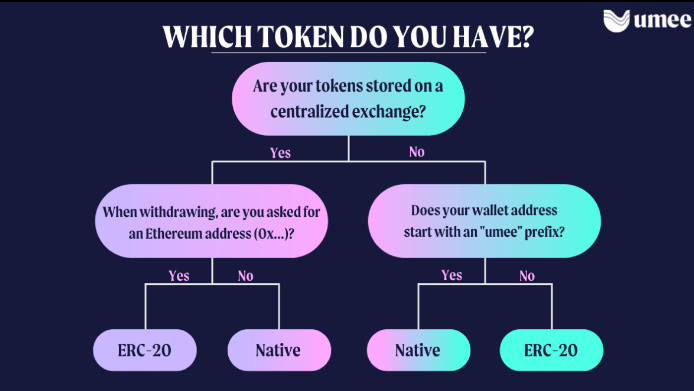 umee
WHICH TOKEN DO YOU HAVE?
Are your tokens stored on a
centralized exchange?
Yes
No
When withdrawing, are you asked for
an Ethereum address (0x...)?
Does your wallet address
start with an "umee" prefix?
Yes
No
Yes
No
ERC-20
Native
Native
ERC-20